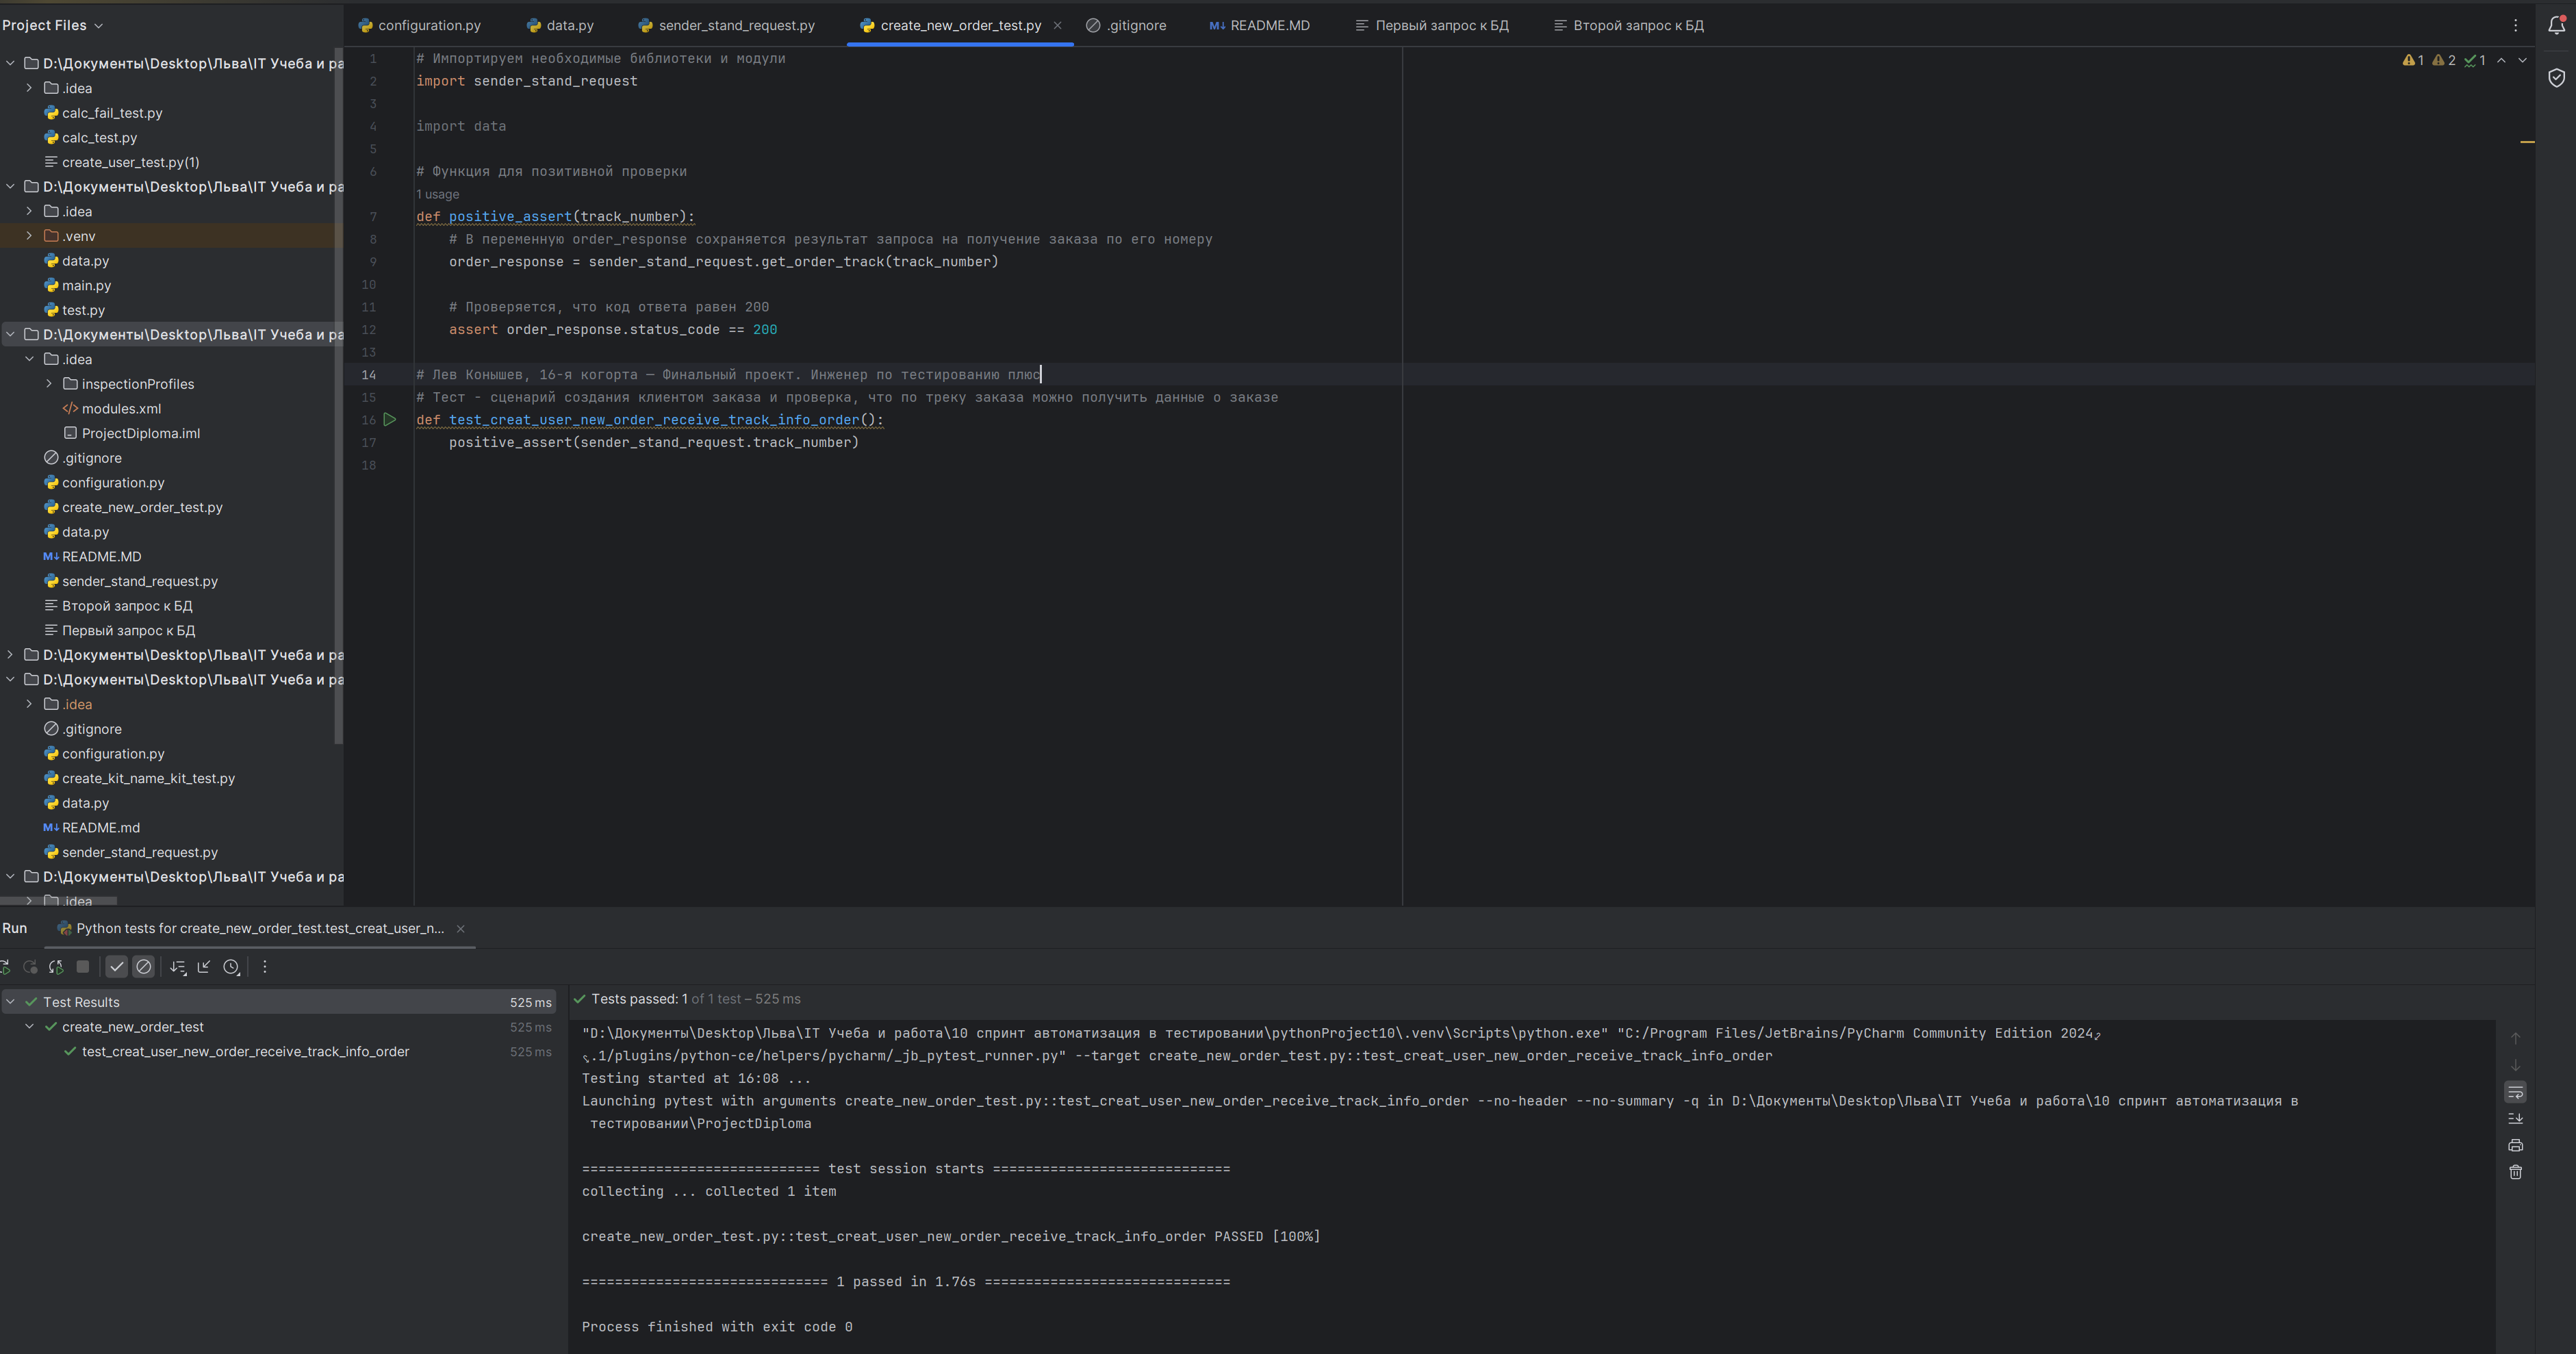 Project Files
configuration.py
data.py
sender_stand_request.py
create_new_order_test.py
.gitignore
M↓ README.MD
Первый запрос к БД
Второй запрос к БД
D:\Документы\Desktop\Льва\IT Учеба и ра
.idea
calc_fail_test.py
calc_test.py
create_user_test.py(1)
D:\Документы\Desktop\Льва\IT Учеба и ра
.idea
.venv
data.py
main.py
test.py
D:\Документы\Desktop\Льва\IT Учеба и ра
.idea
inspectionProfiles
modules.xml
ProjectDiploma.iml
.gitignore
configuration.py
create_new_order_test.py
data.py
M↓ README.MD
sender_stand_request.py
Второй запрос к БД
Первый запрос к БД
D:\Документы\Desktop\Льва\IT Учеба и ра
D:\Документы\Desktop\Льва\IT Учеба и ра
.idea
.gitignore
configuration.py
create_kit_name_kit_test.py
data.py
M↓ README.md
sender_stand_request.py
D:\Документы\Desktop\Льва\IT Учеба и ра
.idea
1 # Импортируем необходимые библиотеки и модули
2 import sender_stand_request
3
4 import data
5
6 # Функция для позитивной проверки
1 usage
7 def positive_assert(track_number):
8 # В переменную order_response сохраняется результат запроса на получение заказа по его номеру
9 order_response = sender_stand_request.get_order_track(track_number)
10
11 # Проверяется, что код ответа равен 200
12 assert order_response.status_code == 200
13
14 # Лев Конышев, 16-я когорта — Финальный проект. Инженер по тестированию плюс
15 # Тест - сценарий создания клиентом заказа и проверка, что по треку заказа можно получить данные о заказе
16 def test_creat_user_new_order_receive_track_info_order():
17 positive_assert(sender_stand_request.track_number)
18
1 2 1
Run
Python tests for create_new_order_test.test_creat_user_n...
Test Results 525 ms
create_new_order_test 525 ms
test_creat_user_new_order_receive_track_info_order 525 ms
Tests passed: 1 of 1 test – 525 ms
"D:\Документы\Desktop\Льва\IT Учеба и работа\10 спринт автоматизация в тестировании\pythonProject10\.venv\Scripts\python.exe" "C:/Program Files/JetBrains/PyCharm Community Edition 2024
.1/plugins/python-ce/helpers/pycharm/_jb_pytest_runner.py" --target create_new_order_test.py::test_creat_user_new_order_receive_track_info_order
Testing started at 16:08 ...
Launching pytest with arguments create_new_order_test.py::test_creat_user_new_order_receive_track_info_order --no-header --no-summary -q in D:\Документы\Desktop\Льва\IT Учеба и работа\10 спринт автоматизация в
тестировании\ProjectDiploma
============================= test session starts =============================
collecting ... collected 1 item
create_new_order_test.py::test_creat_user_new_order_receive_track_info_order PASSED [100%]
============================== 1 passed in 1.76s ==============================
Process finished with exit code 0